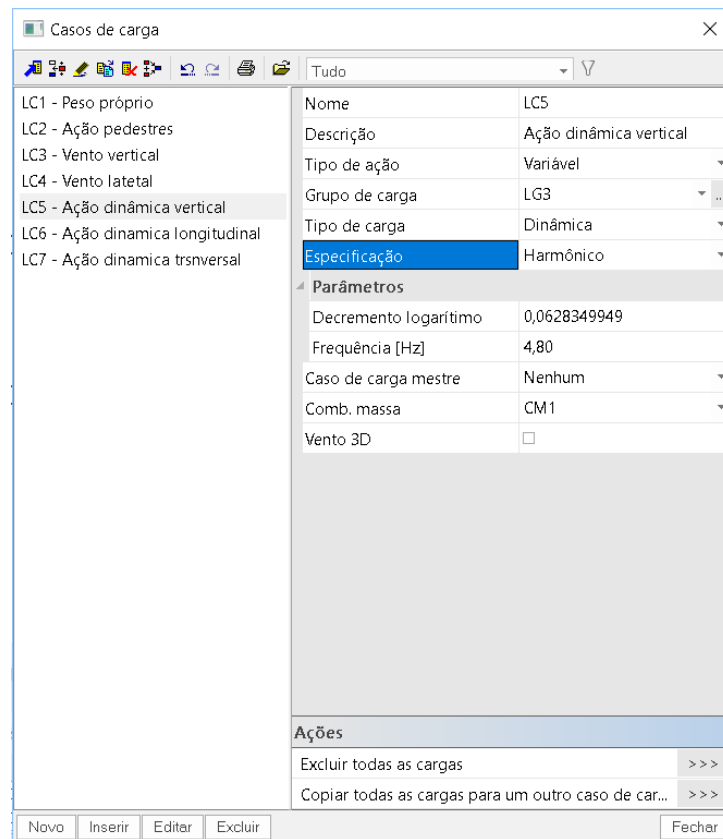 Casos de carga
Tudo
LC1 - Peso próprio
LC2 - Ação pedestres
LC3 - Vento vertical
LC4 - Vento latetal
LC5 - Ação dinâmica vertical
LC6 - Ação dinamica longitudinal
LC7 - Ação dinamica trsnversal
Nome LC5
Descrição Ação dinâmica vertical
Tipo de ação Variável
Grupo de carga LG3 ..
Tipo de carga Dinâmica
Especificação Harmônico
Parâmetros
Decremento logarítimo 0,0628349949
Frequência [Hz] 4,80
Caso de carga mestre Nenhum
Comb. massa CM1
Vento 3D
Ações
Excluir todas as cargas >>>
Copiar todas as cargas para um outro caso de car... >>>
Novo Inserir Editar Excluir Fechar